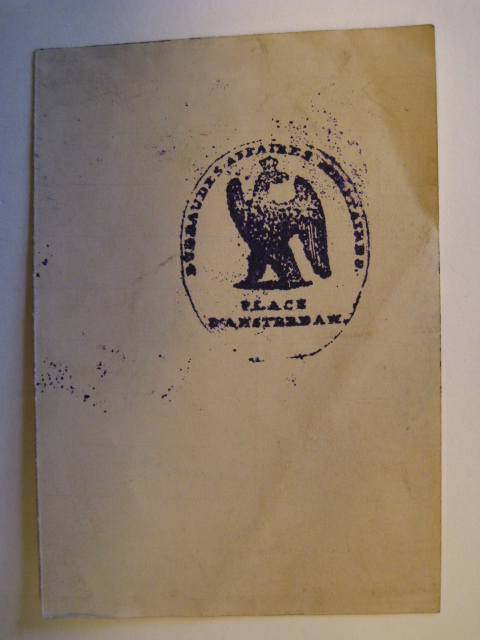 BUREAU DES AFFAIRES MILITAIRES.
PLACE
D'AMSTERDAM.